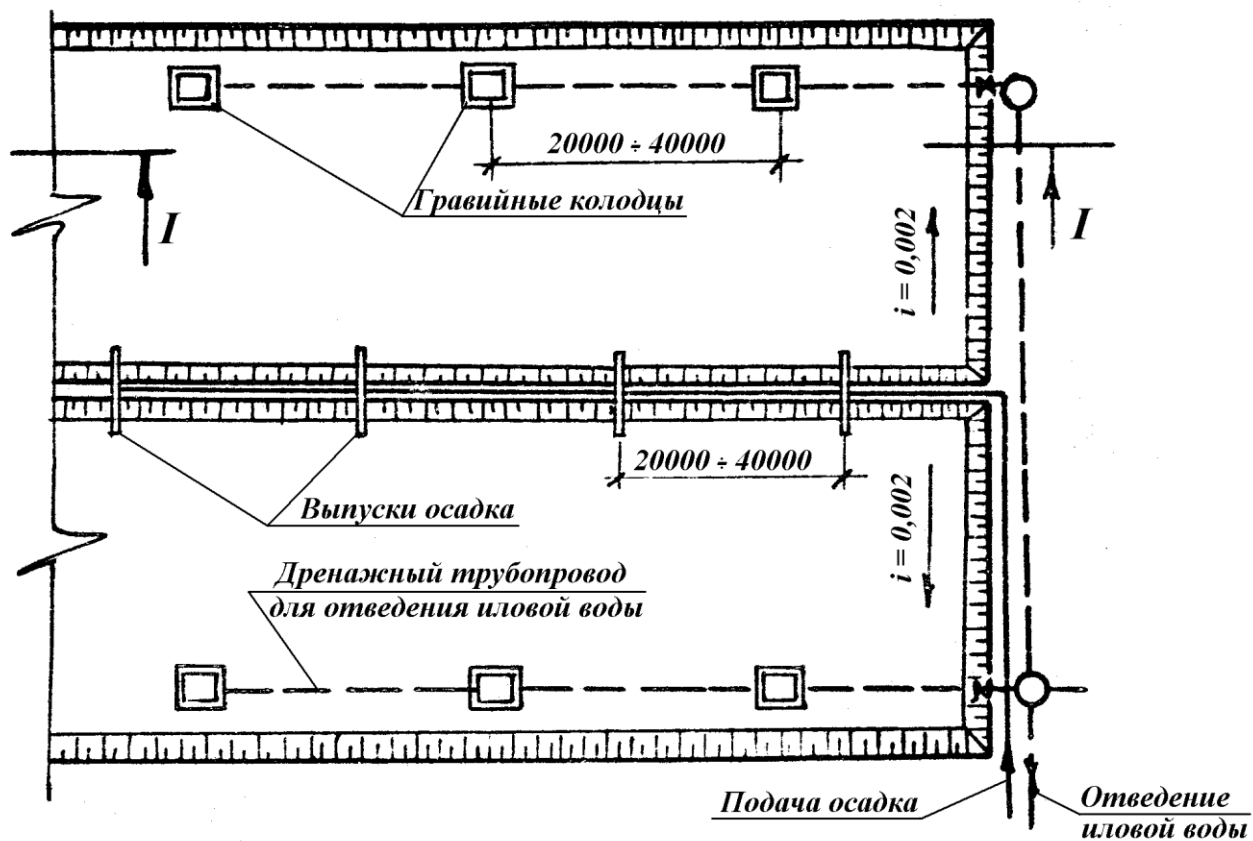 20000 ÷ 40000
Гравийные колодцы
I
I
i = 0,002
20000 ÷ 40000
Выпуски осадка
i = 0,002
Дренажный трубопровод
для отведения иловой воды
Подача осадка
Отведение
иловой воды